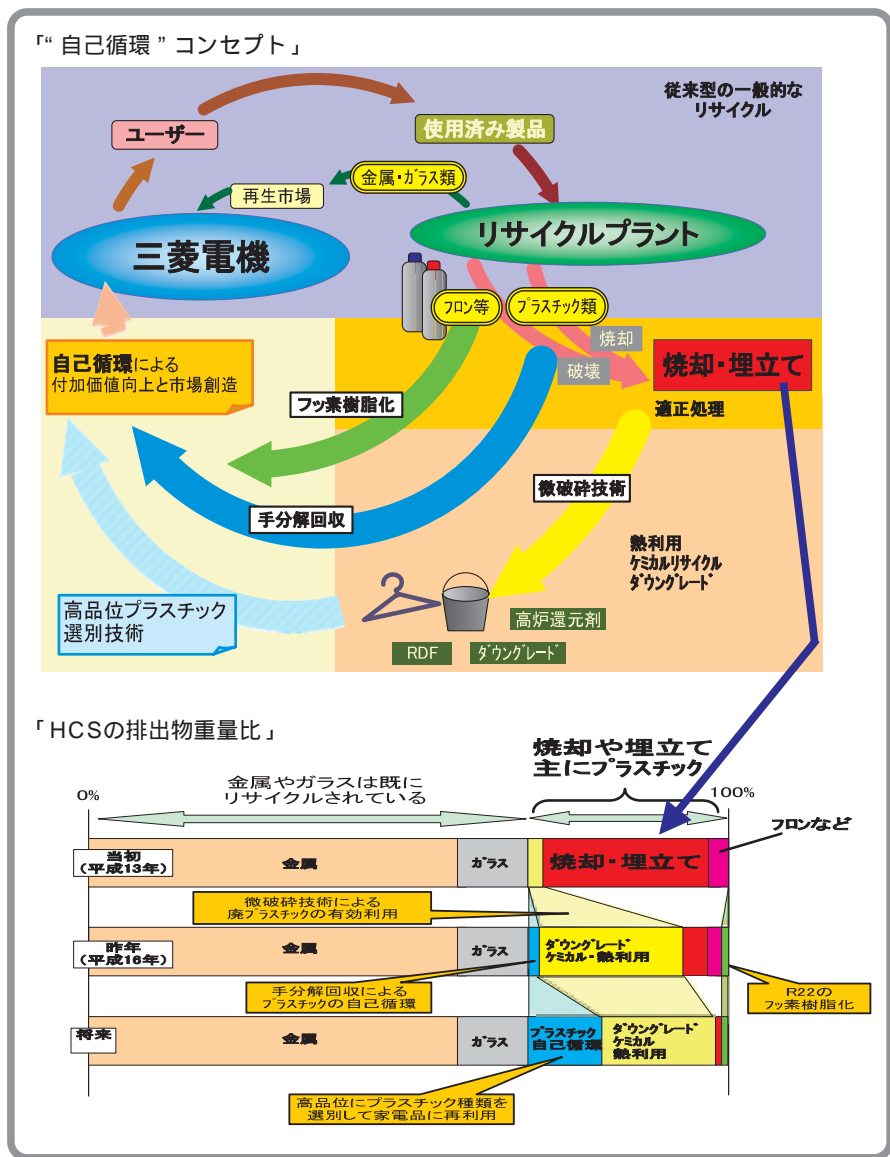 「“自己循環”コンセプト」
従来型の一般的な
リサイクル
ユーザー
使用済み製品
金属・ガラス類
再生市場
三菱電機
リサイクルプラント
フロン等
プラスチック類
焼却
破壊
焼却・埋立て
適正処理
自己循環による
付加価値向上と市場創造
フッ素樹脂化
手分解回収
微破砕技術
熱利用
ケミカルリサイクル
ダウングレード
高品位プラスチック
選別技術
高炉還元剤
RDF
ダウングレード
「HCSの排出物重量比」
焼却や埋立て
主にプラスチック
金属やガラスは既に
リサイクルされている
0%
100%
フロンなど
当初
(平成13年)
金属
ガラス
焼却・埋立て
微破砕技術による
廃プラスチックの有効利用
昨年
(平成16年)
金属
ガラス
ダウングレード
ケミカル・熱利用
手分解回収による
プラスチックの自己循環
R22の
フッ素樹脂化
将来
金属
ガラス
プラスチック
自己循環
ダウングレード
ケミカル
熱利用
高品位にプラスチック種類を
選別して家電品に再利用